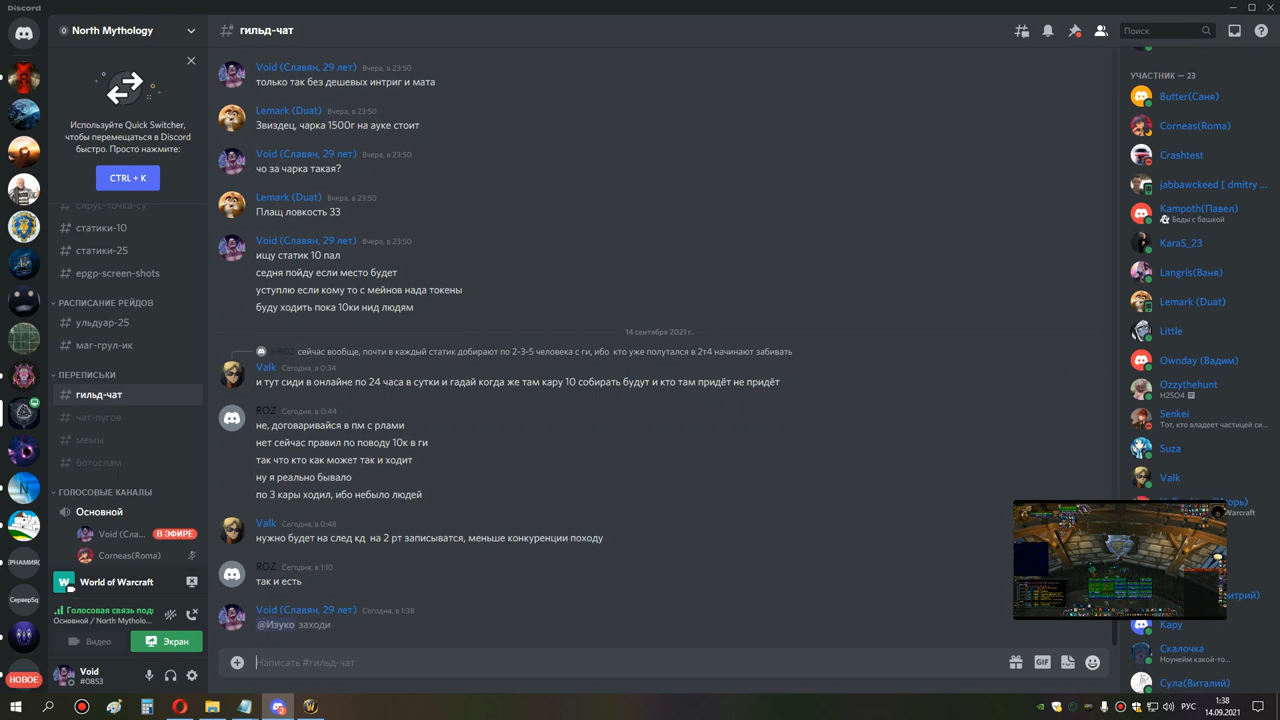 Discord
North Mythology
Используйте Quick Switcher,
чтобы перемещаться в Discord
быстро. Просто нажмите:
CTRL + K
сирус-точка-су
статики-10
статики-25
epgp-screen-shots
РАСПИСАНИЕ РЕЙДОВ
ульдуар-25
маг-грул-ик
ПЕРЕПИСКИ
гильд-чат
чат-пугов
мемы
ботоспам
ГОЛОСОВЫЕ КАНАЛЫ
Основной
Void (Сла... В ЭФИРЕ
Corneas(Roma)
World of Warcraft
Голосовая связь под
Основной / North Mytholo...
Видео
Экран
Void
#0853
НОВОЕ
гильд-чат
Поиск
Void (Славян, 29 лет) Вчера, в 23:50
только так без дешевых интриг и мата
Lemark (Duat) Вчера, в 23:50
Звиздец, чарка 1500г на ауке стоит
Void (Славян, 29 лет) Вчера, в 23:50
чо за чарка такая?
Lemark (Duat) Вчера, в 23:50
Плащ ловкость 33
Void (Славян, 29 лет) Вчера, в 23:50
ищу статик 10 пал
седня пойду если место будет
уступлю если кому то с мейнов нада токены
буду ходить пока 10ки нид людям
14 сентября 2021 г.
ROZ сейчас вообще, почти в каждый статик добирают по 2-3-5 человека с ги, ибо кто уже полутался в 2т4 начинают забивать
Valk Сегодня, в 0:34
и тут сиди в онлайне по 24 часа в сутки и гадай когда же там кару 10 собирать будут и кто там придёт не придёт
ROZ Сегодня, в 0:44
не, договаривайся в пм с рлами
нет сейчас правил по поводу 10к в ги
так что кто как может так и ходит
ну я реально бывало
по 3 кары ходил, ибо небыло людей
Valk Сегодня, в 0:48
нужно будет на след кд на 2 рт записыватся, меньше конкуренции походу
ROZ Сегодня, в 1:10
так и есть
Void (Славян, 29 лет) Сегодня, в 1:38
@Изуко заходи
Написать #гильд-чат
GIF
УЧАСТНИК — 23
Butter(Саня)
Corneas(Roma)
Crashtest
jabbawckeed [ dmitry ...
Kampoth(Павел)
Беды с башкой
KaraS_23
Langris(Ваня)
Lemark (Duat)
Little
Ownday (Вадим)
Ozzythehunt
H2SO4
Senkei
Тот, кто владеет частицей си...
Suza
Valk
Warcraft
Кару
Скалочка
Ноунейм какой-то...
Сула(Виталий)
РУС
1:38
14.09.2021